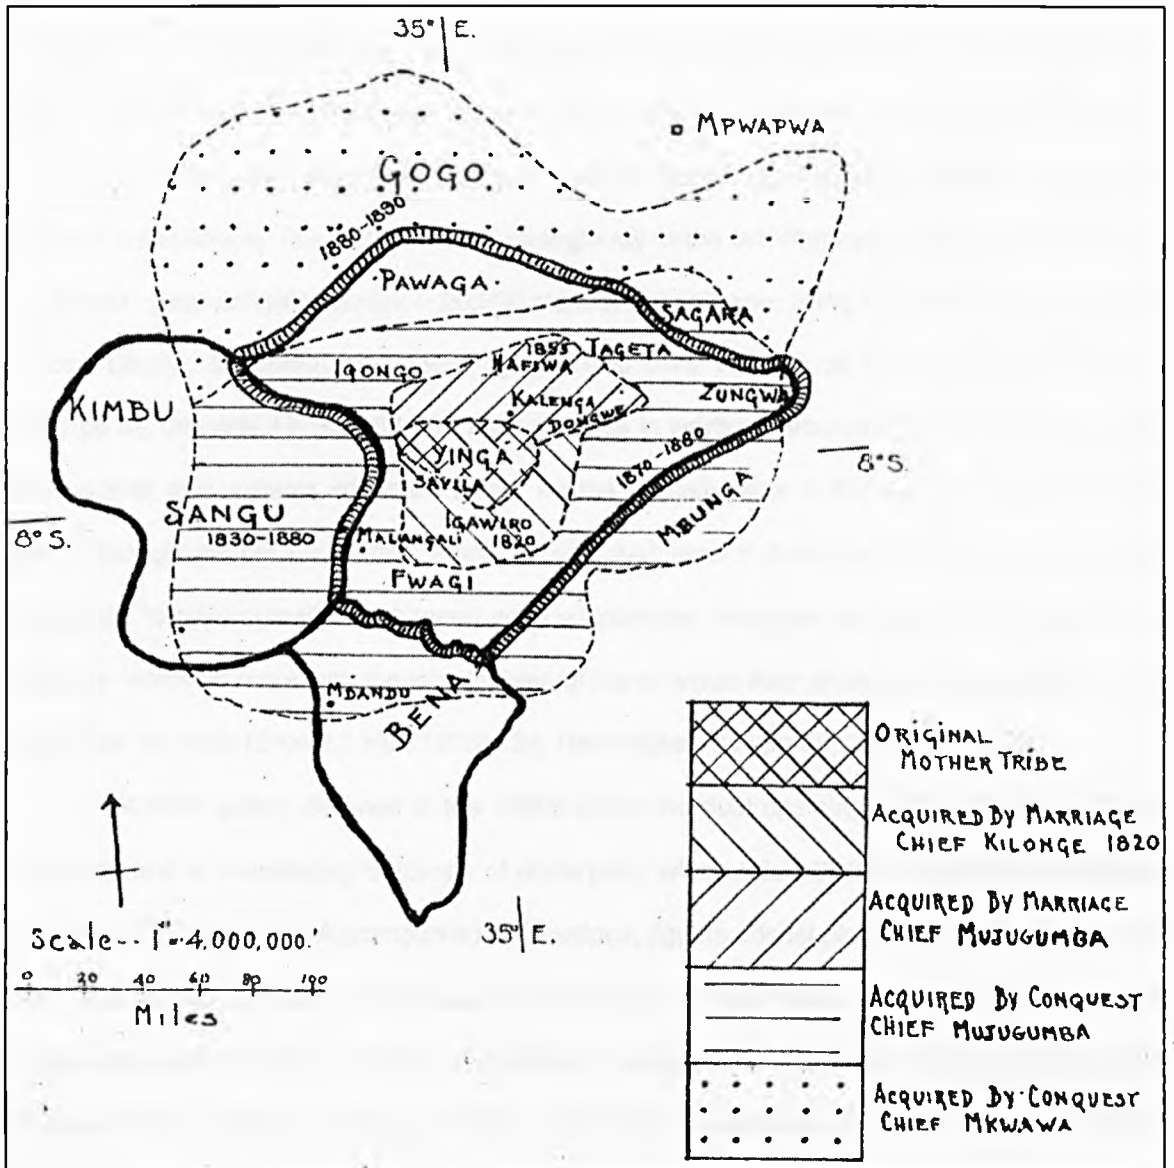 35° E.
MPWAPWA
GOGO
1880-1890
PAWAGA
SAGARA
1855
TAGETA
HAFIWA
IGONGO
ZUNGWA
KIMBU
KALENGA
DONGWE
YINGA
SAVILA
1870-1860
8° S.
MBUNGA
SANGU
8° S.
1830-1880
IGAWIRO
1820
MALANGALI
FWAGI
MDANDU
BENA
ORIGINAL
MOTHER TRIBE
ACQUIRED BY MARRIAGE
CHIEF KILONGE 1820
ACQUIRED BY MARRIAGE
CHIEF MUJUGUMBA
ACQUIRED BY CONQUEST
CHIEF MUJUGUMBA
ACQUIRED BY CONQUEST
CHIEF MKWAWA
35° E.
Scale-- 1"=4,000,000.'
0 20 40 60 80 100
Miles